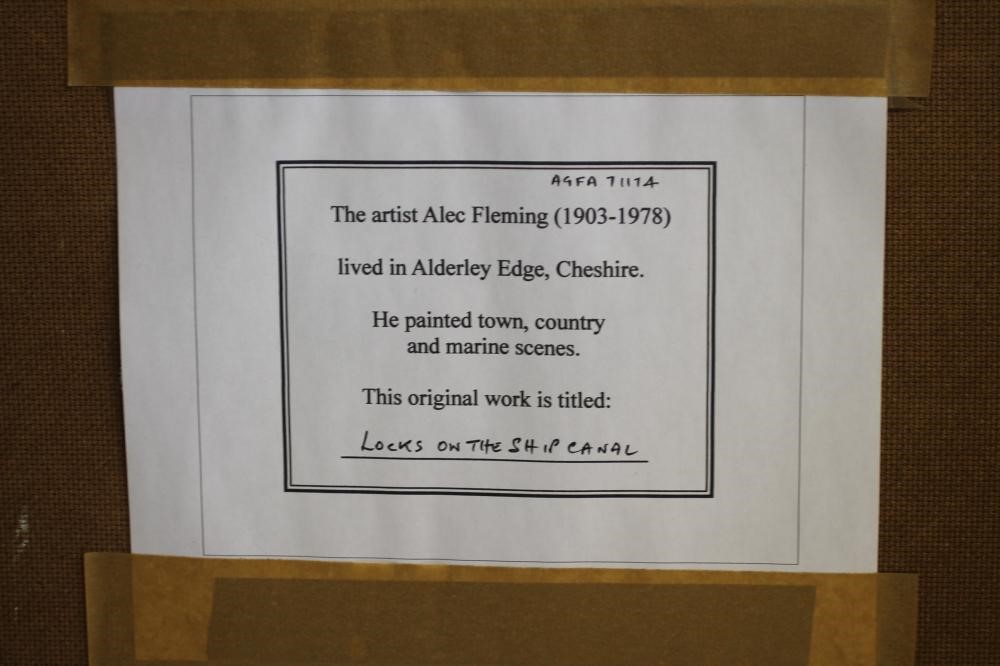 AGFA 71174
The artist Alec Fleming (1903-1978)
lived in Alderley Edge, Cheshire.
He painted town, country
and marine scenes.
This original work is titled:
LOCKS ON THE SHIP CANAL